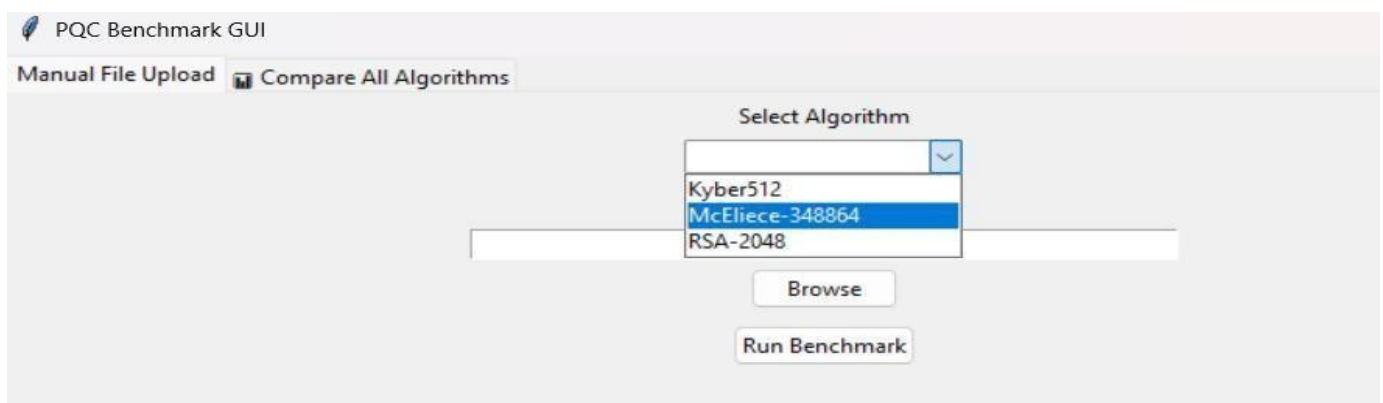 PQC Benchmark GUI
Manual File Upload Compare All Algorithms
Select Algorithm
Kyber512
McEliece-348864
RSA-2048
Browse
Run Benchmark